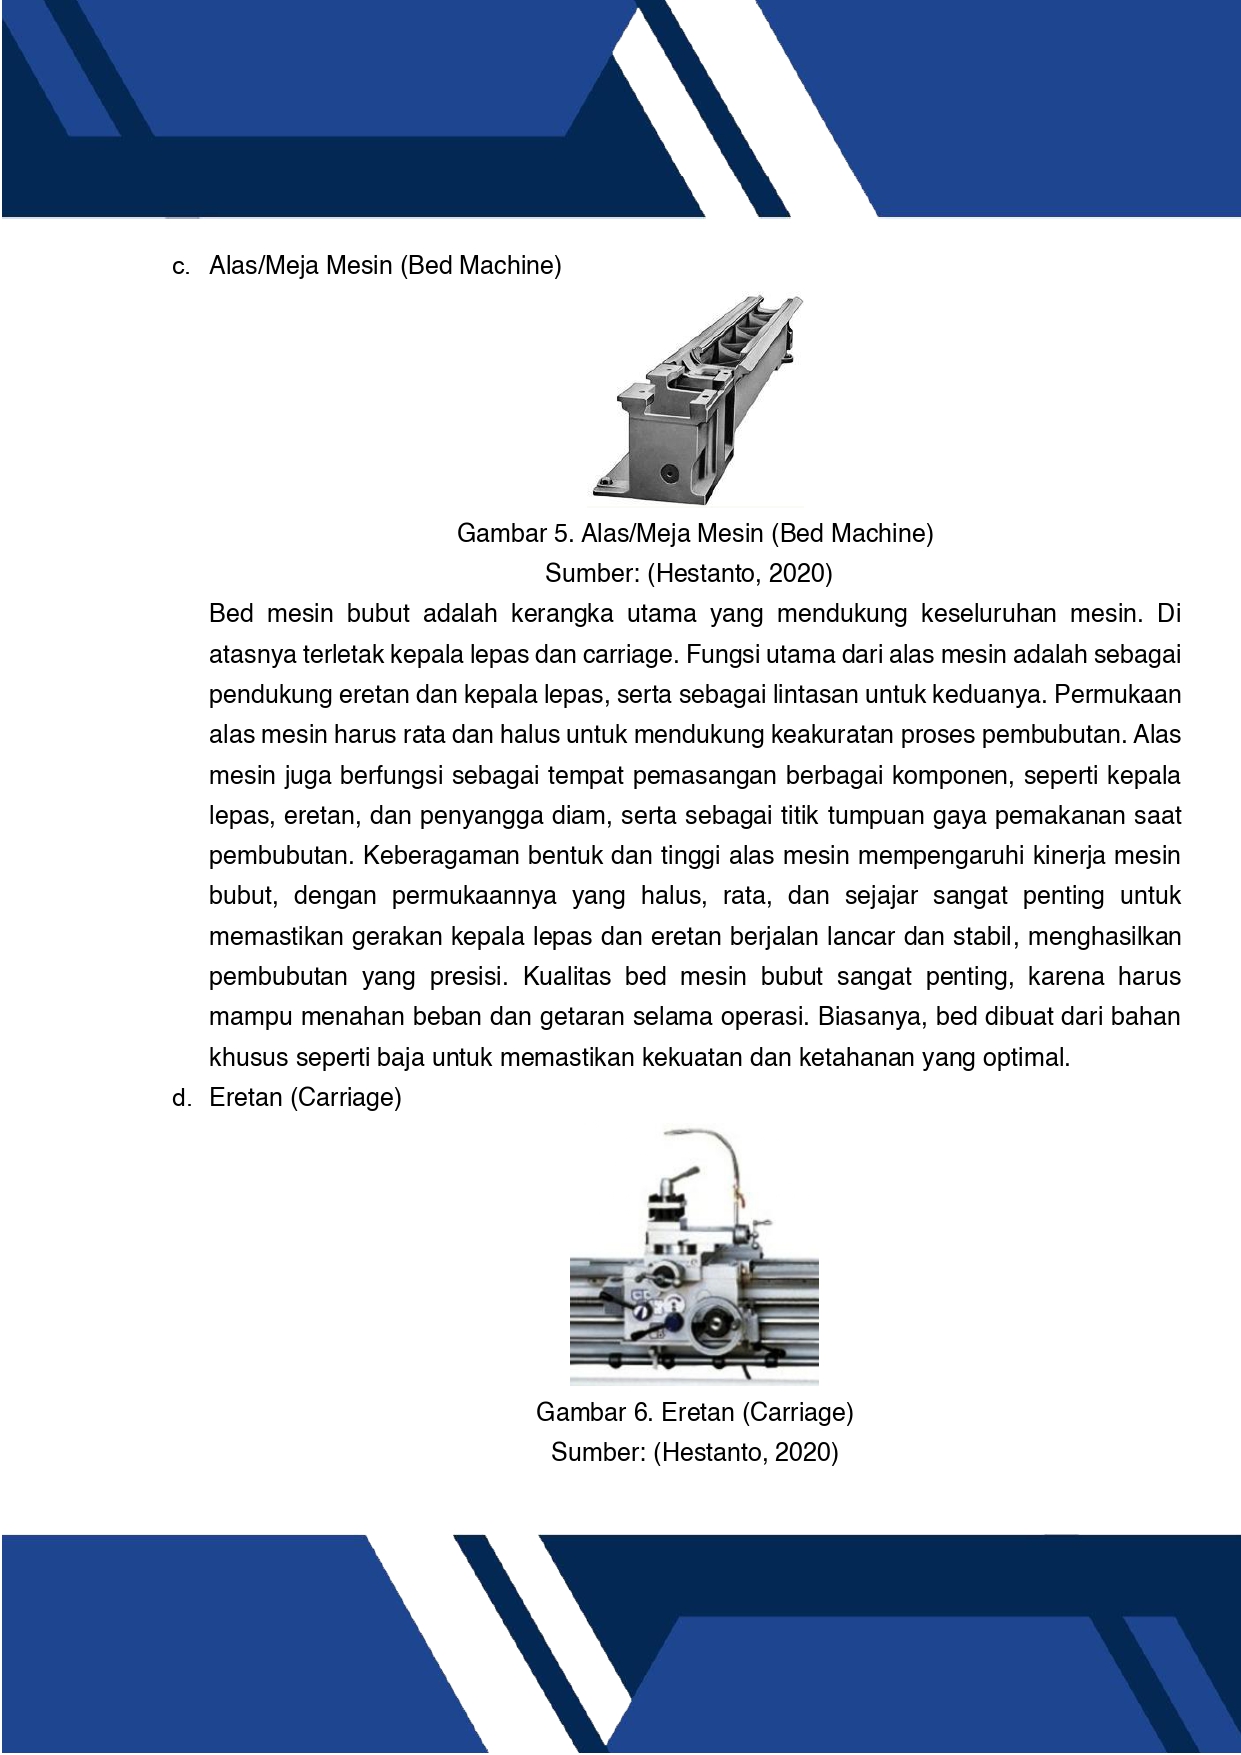 c. Alas/Meja Mesin (Bed Machine)
Gambar 5. Alas/Meja Mesin (Bed Machine)
Sumber: (Hestanto, 2020)
Bed mesin bubut adalah kerangka utama yang mendukung keseluruhan mesin. Di
atasnya terletak kepala lepas dan carriage. Fungsi utama dari alas mesin adalah sebagai
pendukung eretan dan kepala lepas, serta sebagai lintasan untuk keduanya. Permukaan
alas mesin harus rata dan halus untuk mendukung keakuratan proses pembubutan. Alas
mesin juga berfungsi sebagai tempat pemasangan berbagai komponen, seperti kepala
lepas, eretan, dan penyangga diam, serta sebagai titik tumpuan gaya pemakanan saat
pembubutan. Keberagaman bentuk dan tinggi alas mesin mempengaruhi kinerja mesin
bubut, dengan permukaannya yang halus, rata, dan sejajar sangat penting untuk
memastikan gerakan kepala lepas dan eretan berjalan lancar dan stabil, menghasilkan
pembubutan yang presisi. Kualitas bed mesin bubut sangat penting, karena harus
mampu menahan beban dan getaran selama operasi. Biasanya, bed dibuat dari bahan
khusus seperti baja untuk memastikan kekuatan dan ketahanan yang optimal.
d. Eretan (Carriage)
Gambar 6. Eretan (Carriage)
Sumber: (Hestanto, 2020)